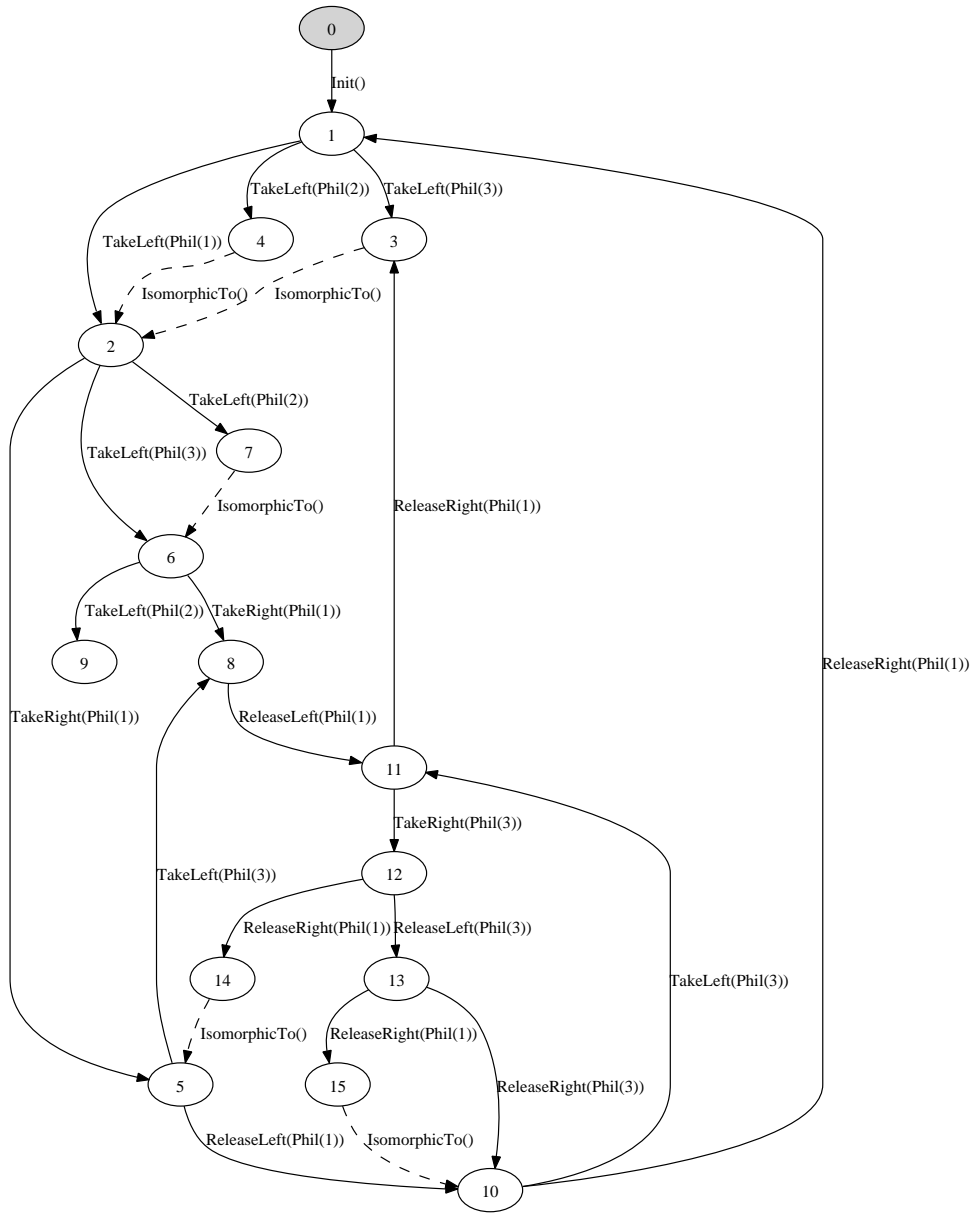 0
Init()
1
TakeLeft(Phil(2))
TakeLeft(Phil(3))
TakeLeft(Phil(1))
4
3
IsomorphicTo()
IsomorphicTo()
2
TakeLeft(Phil(2))
TakeLeft(Phil(3))
7
IsomorphicTo()
ReleaseRight(Phil(1))
6
TakeLeft(Phil(2))
TakeRight(Phil(1))
9
8
ReleaseRight(Phil(1))
TakeRight(Phil(1))
ReleaseLeft(Phil(1))
11
TakeRight(Phil(3))
TakeLeft(Phil(3))
12
ReleaseRight(Phil(1))
ReleaseLeft(Phil(3))
14
13
TakeLeft(Phil(3))
IsomorphicTo()
ReleaseRight(Phil(1))
5
15
ReleaseRight(Phil(3))
ReleaseLeft(Phil(1))
IsomorphicTo()
10